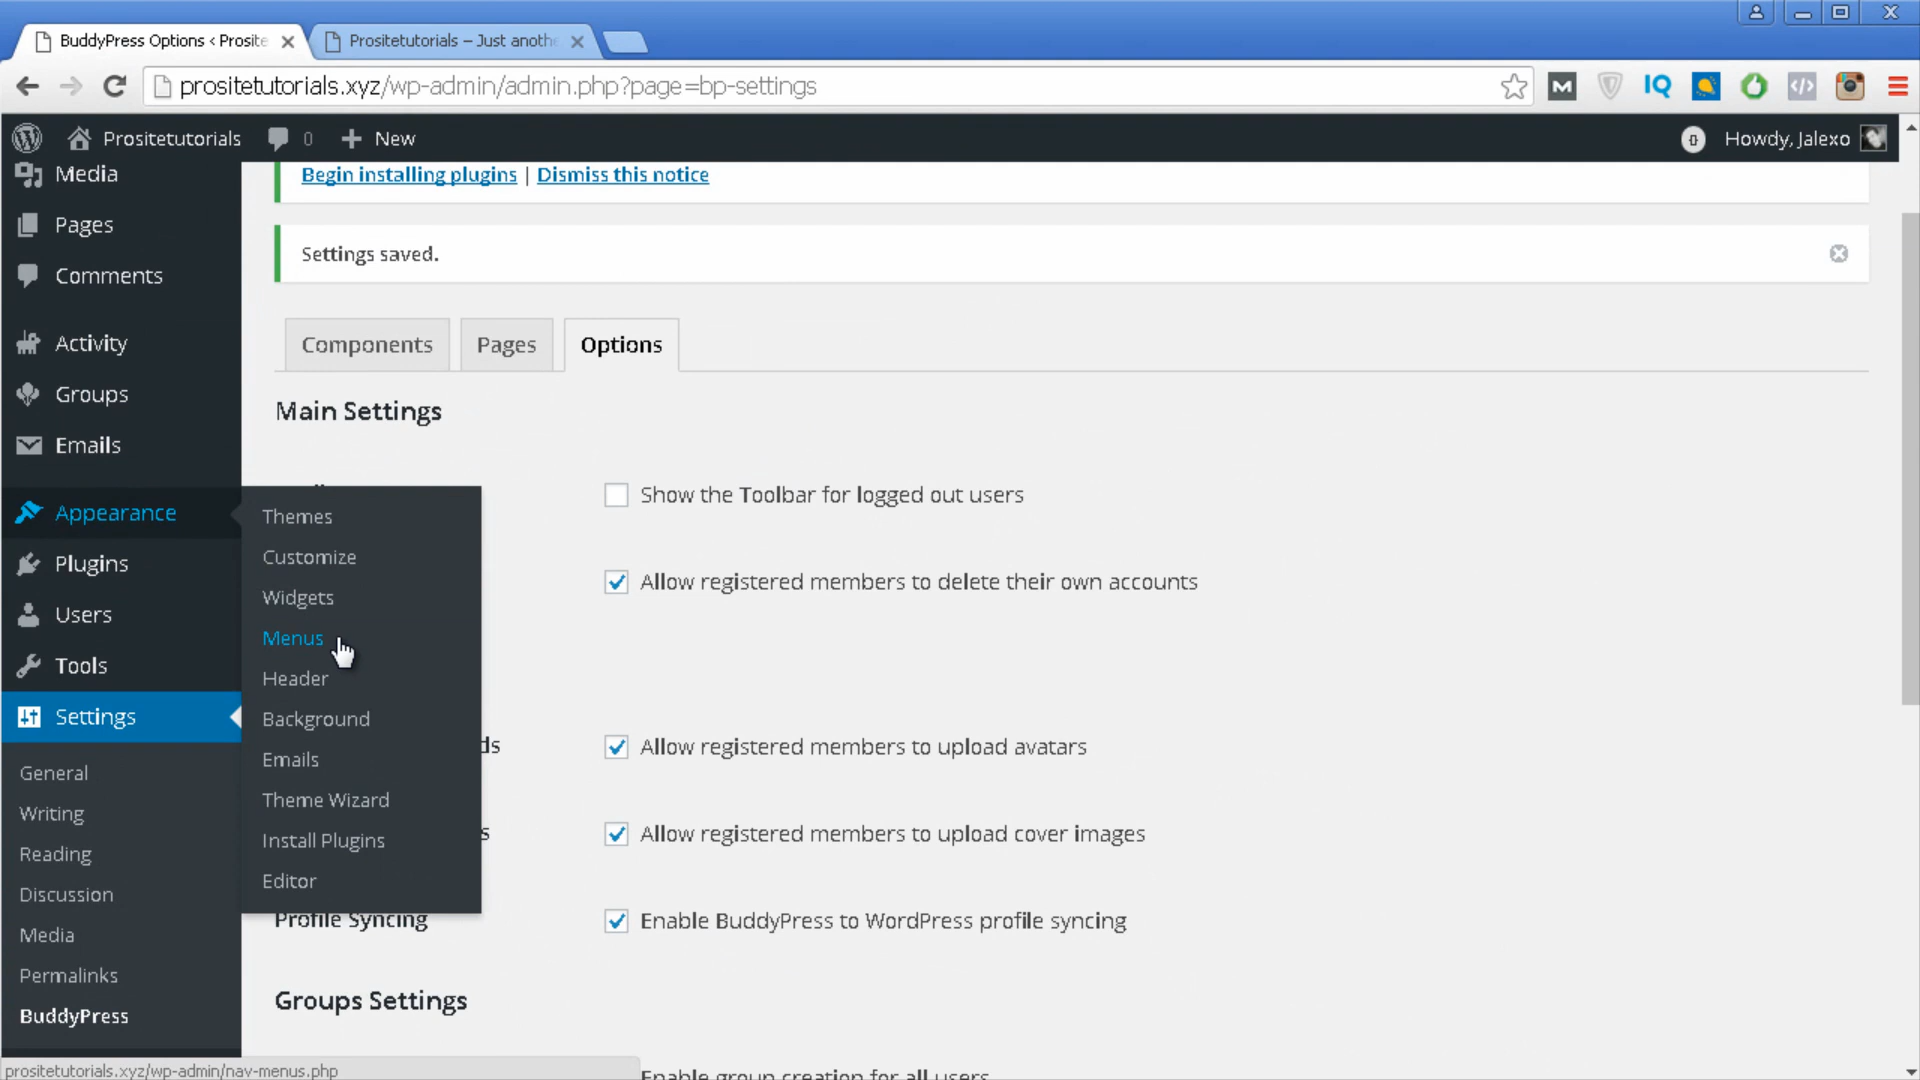 BuddyPress Options < Prosite
Prositetutorials – Just anoth
prositetutorials.xyz/wp-admin/admin.php?page=bp-settings
IQ
Prositetutorials 0 New
0 Howdy, Jalexo
Media
Begin installing plugins | Dismiss this notice
Pages
Settings saved.
Comments
Activity
Components Pages Options
Groups
Main Settings
Emails
Show the Toolbar for logged out users
Appearance
Themes
Plugins
Customize
Allow registered members to delete their own accounts
Users
Widgets
Menus
Tools
Header
Settings
Background
ds
Allow registered members to upload avatars
General
Emails
Writing
Theme Wizard
s
Allow registered members to upload cover images
Reading
Install Plugins
Discussion
Editor
Profile Syncing
Enable BuddyPress to WordPress profile syncing
Media
Permalinks
Groups Settings
BuddyPress
prositetutorials.xyz/wp-admin/nav-menus.php
Enable group creation for all users